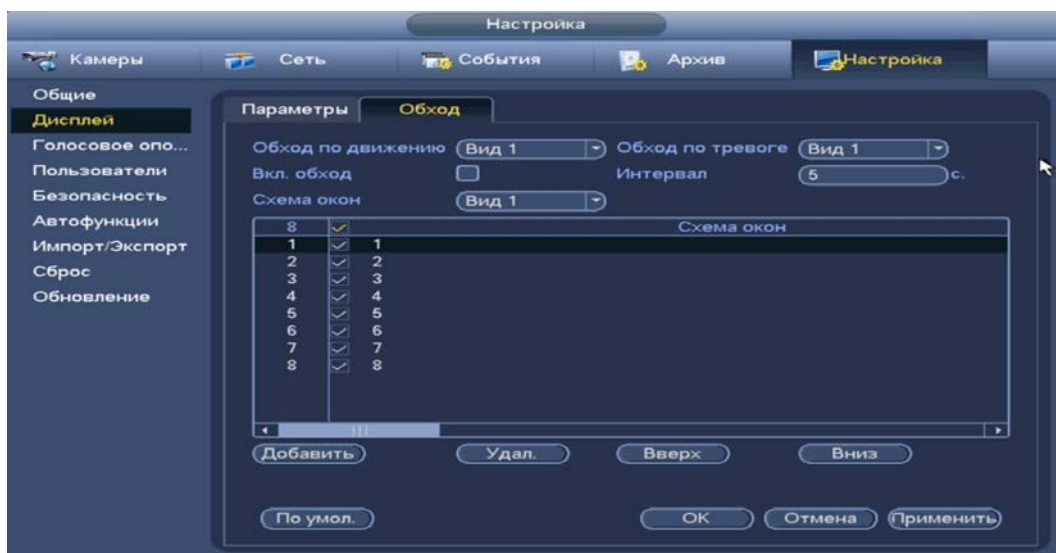 Настройка
Камеры Сеть События Архив Настройка
Общие
Дисплей
Голосовое опо...
Пользователи
Безопасность
Автофункции
Импорт/Экспорт
Сброс
Обновление
Параметры Обход
Обход по движению Вид 1 Обход по тревоге Вид 1
Вкл. обход Интервал 5 с.
Схема окон Вид 1
8 Схема окон
1 1
2 2
3 3
4 4
5 5
6 6
7 7
8 8
Добавить Удал. Вверх Вниз
По умол. OK Отмена Применить